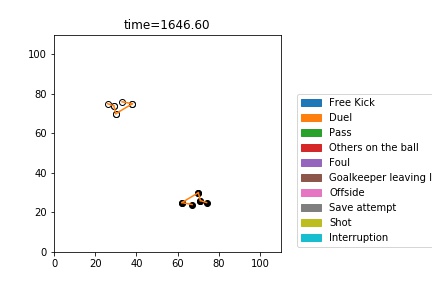 time=1646.60
100
80
60
40
20
0
0 20 40 60 80 100
Free Kick
Duel
Pass
Others on the ball
Foul
Goalkeeper leaving l
Offside
Save attempt
Shot
Interruption